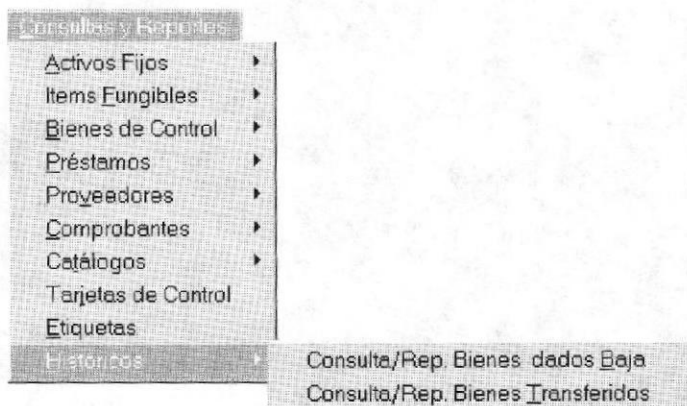 Consultas y Reportes
Activos Fijos
Items Fungibles
Bienes de Control
Préstamos
Proveedores
Comprobantes
Catálogos
Tarjetas de Control
Etiquetas
Históricos
Consulta/Rep. Bienes dados Baja
Consulta/Rep. Bienes Transferidos